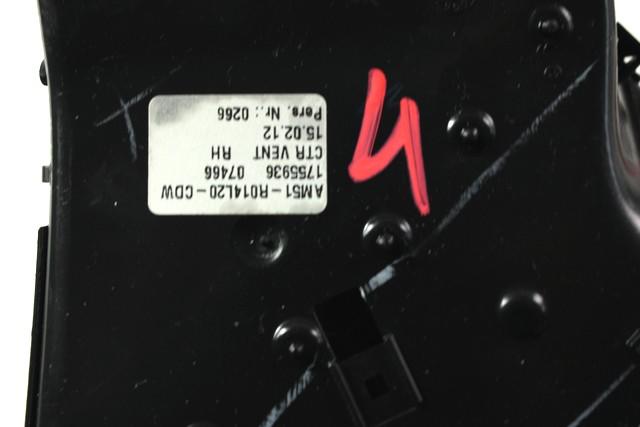 AM51-R014L20-CDW
1755936 07466
CTR VENT RH
15.02.12
Pers. Nr.: 0266
4